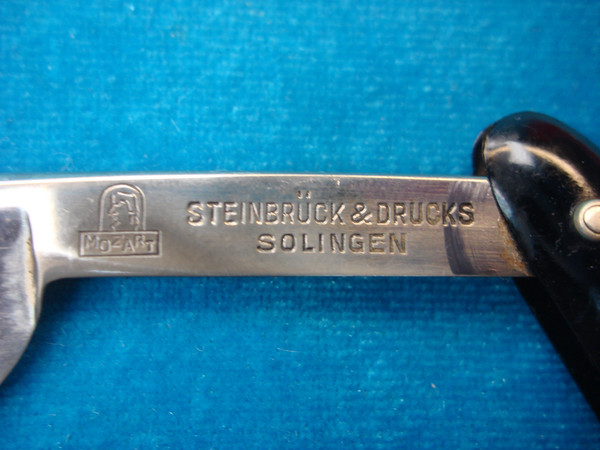 MOZART
STEINBRÜCK & DRUCKS
SOLINGEN